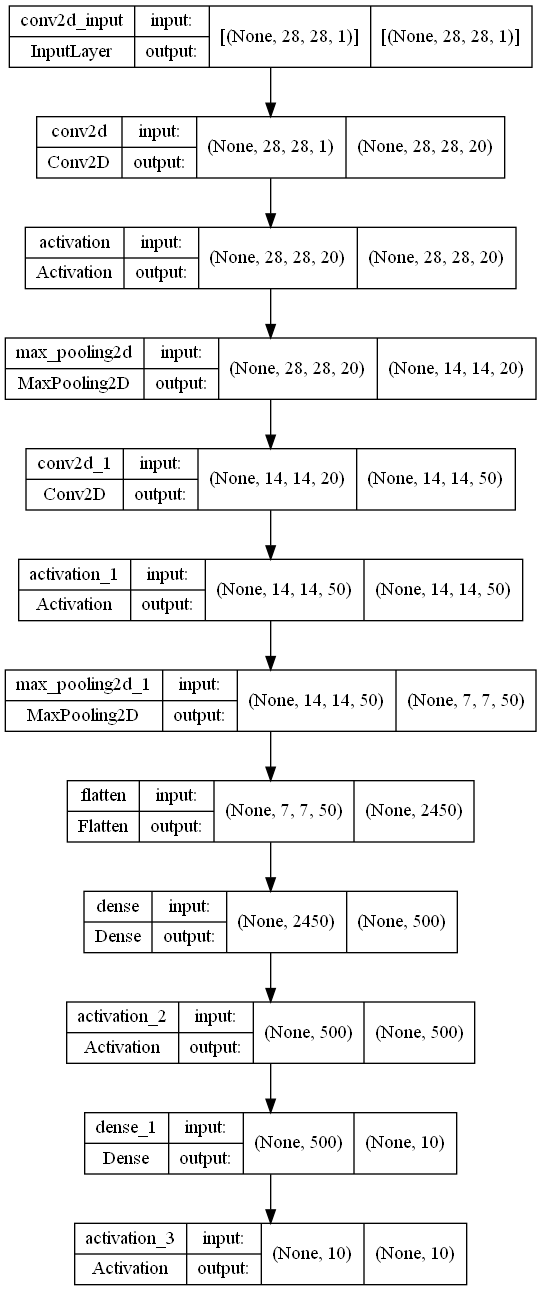 conv2d_input input: [(None, 28, 28, 1)] [(None, 28, 28, 1)]
InputLayer output:
conv2d input: (None, 28, 28, 1) (None, 28, 28, 20)
Conv2D output:
activation input: (None, 28, 28, 20) (None, 28, 28, 20)
Activation output:
max_pooling2d input: (None, 28, 28, 20) (None, 14, 14, 20)
MaxPooling2D output:
conv2d_1 input: (None, 14, 14, 20) (None, 14, 14, 50)
Conv2D output:
activation_1 input: (None, 14, 14, 50) (None, 14, 14, 50)
Activation output:
max_pooling2d_1 input: (None, 14, 14, 50) (None, 7, 7, 50)
MaxPooling2D output:
flatten input: (None, 7, 7, 50) (None, 2450)
Flatten output:
dense input: (None, 2450) (None, 500)
Dense output:
activation_2 input: (None, 500) (None, 500)
Activation output:
dense_1 input: (None, 500) (None, 10)
Dense output:
activation_3 input: (None, 10) (None, 10)
Activation output: